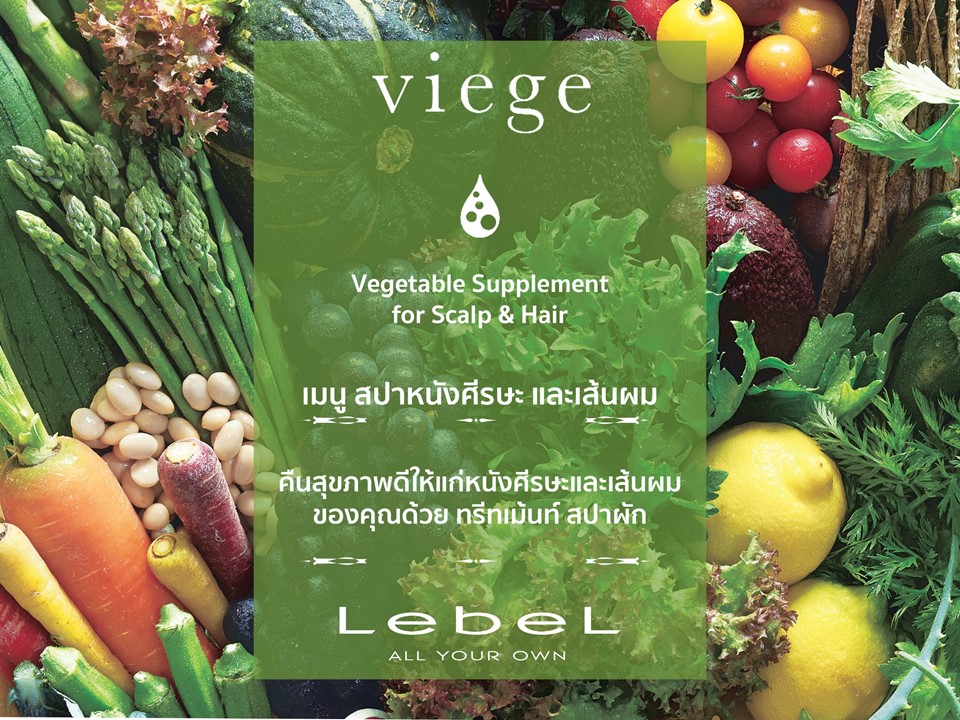 viege
Vegetable Supplement
for Scalp & Hair
เมนู สปาหนังศีรษะ และเส้นผม
คืนสุขภาพดีให้แก่หนังศีรษะและเส้นผม
ของคุณด้วย ทรีทเม้นท์ สปาผัก
LebeL
ALL YOUR OWN